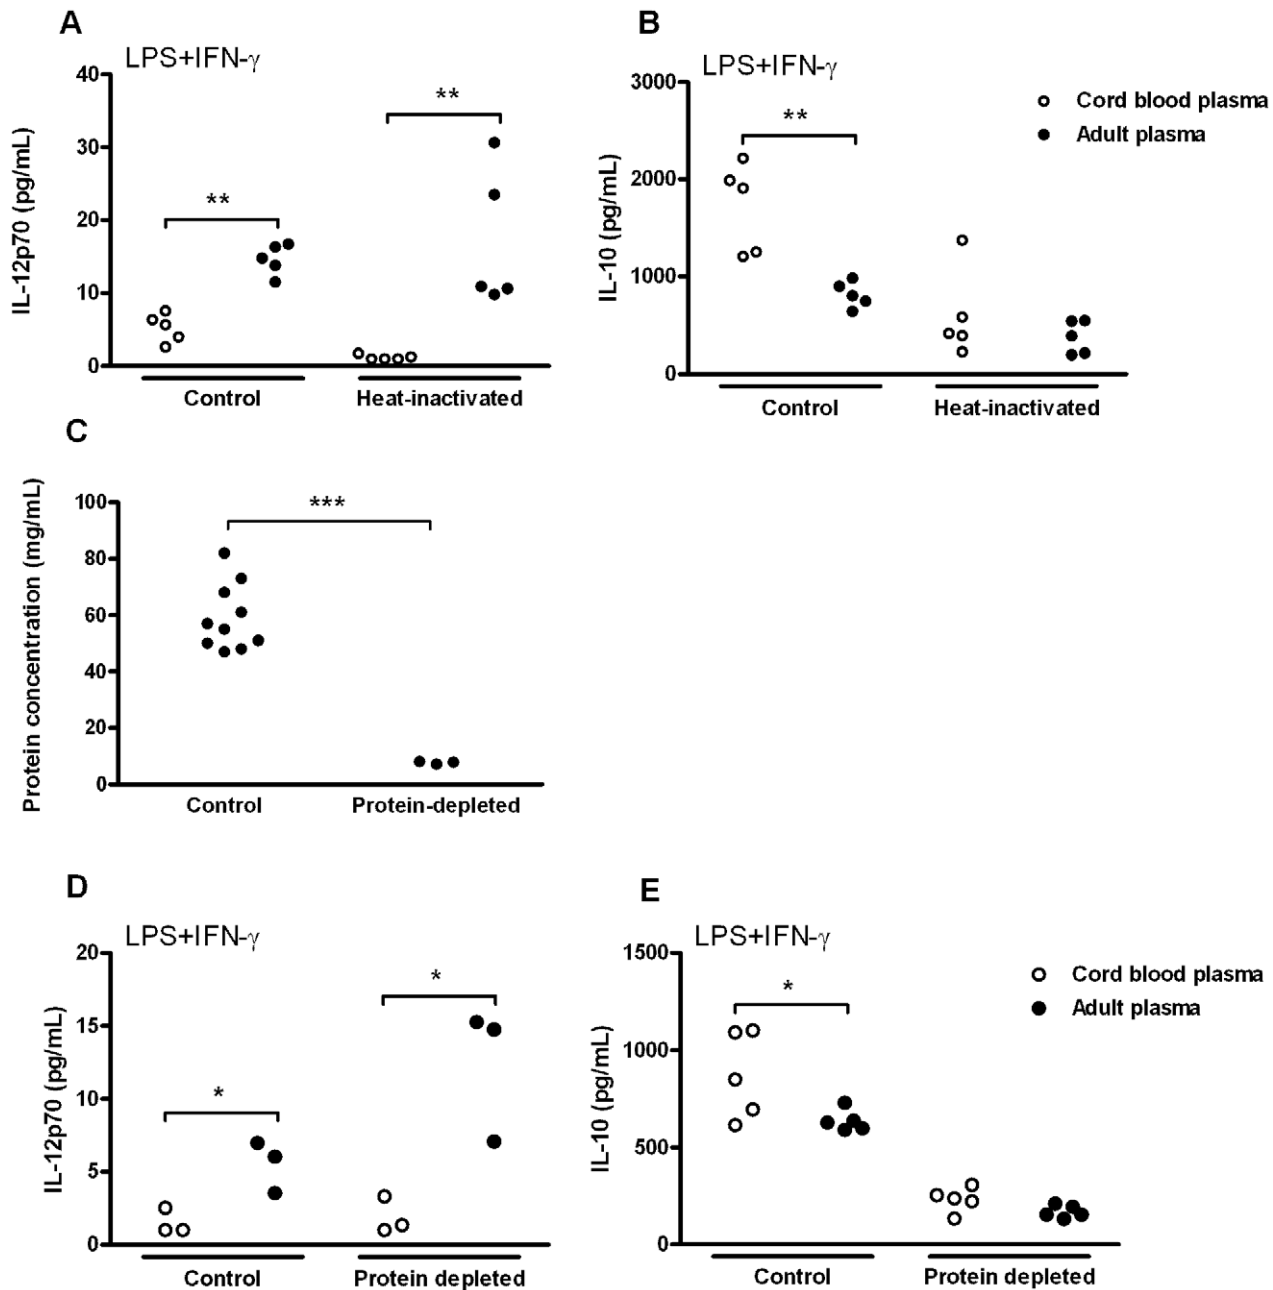 A
LPS+IFN-γ
IL-12p70 (pg/mL)
40
30
20
10
0
**
**
Control
Heat-inactivated
B
LPS+IFN-γ
IL-10 (pg/mL)
3000
2000
1000
0
**
Control
Heat-inactivated
Cord blood plasma
Adult plasma
C
Protein concentration (mg/mL)
100
80
60
40
20
0
***
Control
Protein-depleted
D
LPS+IFN-γ
IL-12p70 (pg/mL)
20
15
10
5
0
*
*
Control
Protein depleted
E
LPS+IFN-γ
IL-10 (pg/mL)
1500
1000
500
0
*
Control
Protein depleted
Cord blood plasma
Adult plasma